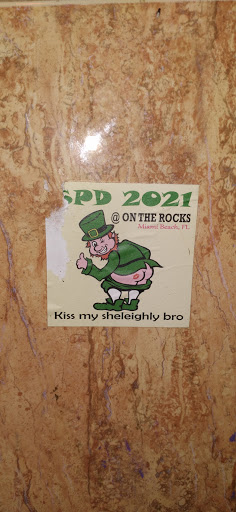 SPD 2021
@ ON THE ROCKS
Miami Beach, FL
Kiss my sheleighly bro